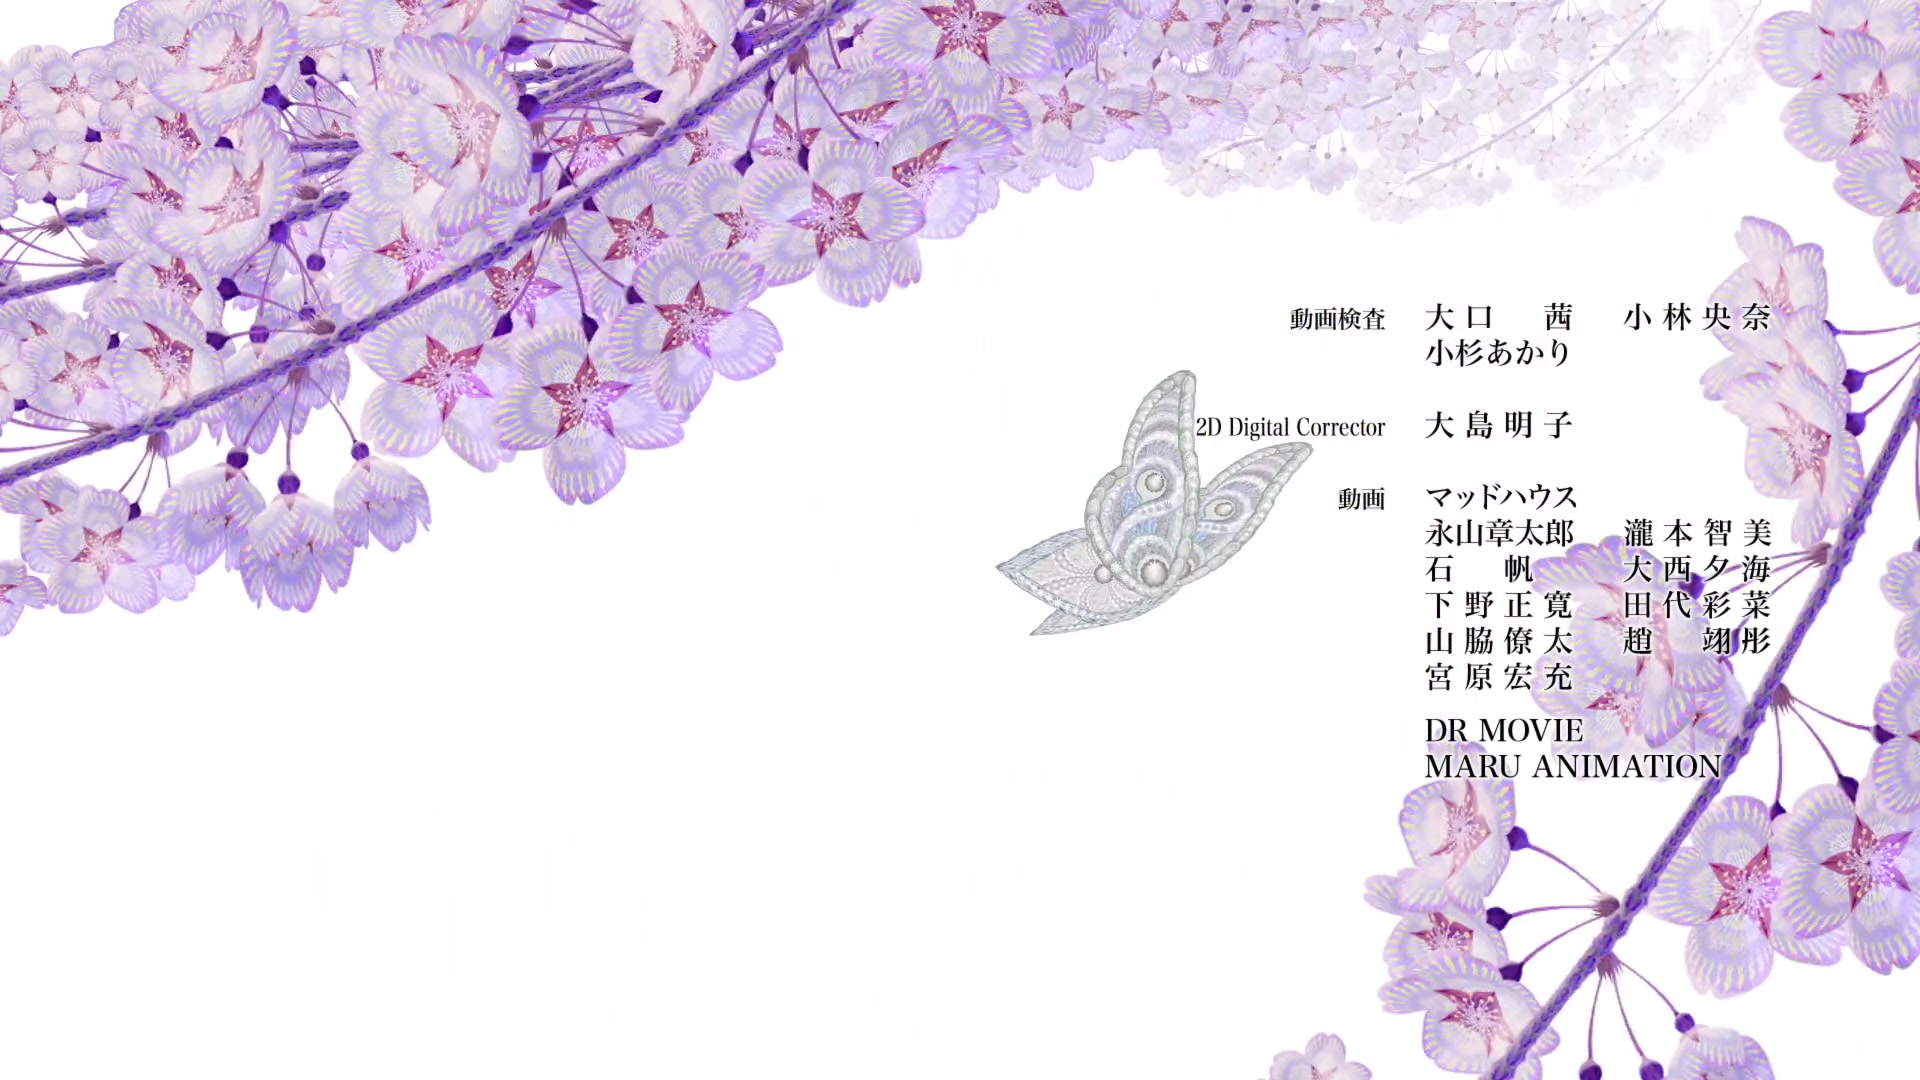 動画検査 大口 茜 小林央奈
小杉あかり
2D Digital Corrector 大島明子
動画 マッドハウス
永山章太郎 瀧本智美
石 帆 大西夕海
下野正寛 田代彩菜
山脇僚太 趙 翊彤
宮原宏充
DR MOVIE
MARU ANIMATION